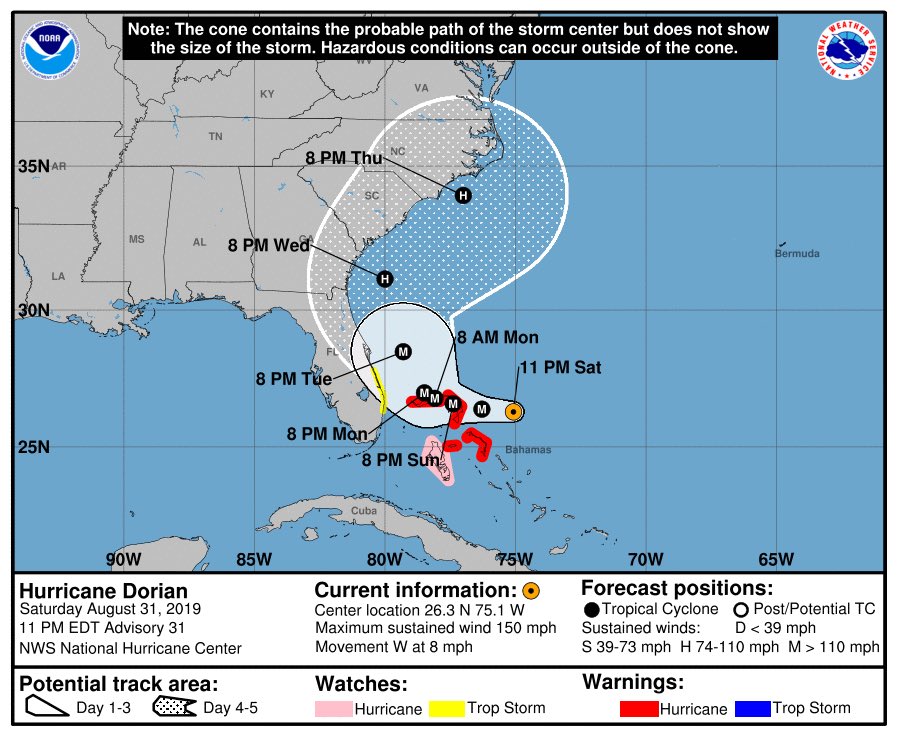 Note: The cone contains the probable path of the storm center but does not show
the size of the storm. Hazardous conditions can occur outside of the cone.
NOAA
NATIONAL WEATHER SERVICE
WV
VA
KY
TN
NC
8 PM Thu
35N
AR
SC
MS
AL
GA
8 PM Wed
Bermuda
LA
30N
8 AM Mon
FL
11 PM Sat
8 PM Tue
8 PM Mon
25N
8 PM Sun
Bahamas
Cuba
90W
85W
80W
75W
70W
65W
H
H
M
M
M
M
M
Hurricane Dorian
Saturday August 31, 2019
11 PM EDT Advisory 31
NWS National Hurricane Center
Current information:
Center location 26.3 N 75.1 W
Maximum sustained wind 150 mph
Movement W at 8 mph
Forecast positions:
Tropical Cyclone Post/Potential TC
Sustained winds: D < 39 mph
S 39-73 mph H 74-110 mph M > 110 mph
Potential track area:
Day 1-3 Day 4-5
Watches:
Hurricane Trop Storm
Warnings:
Hurricane Trop Storm